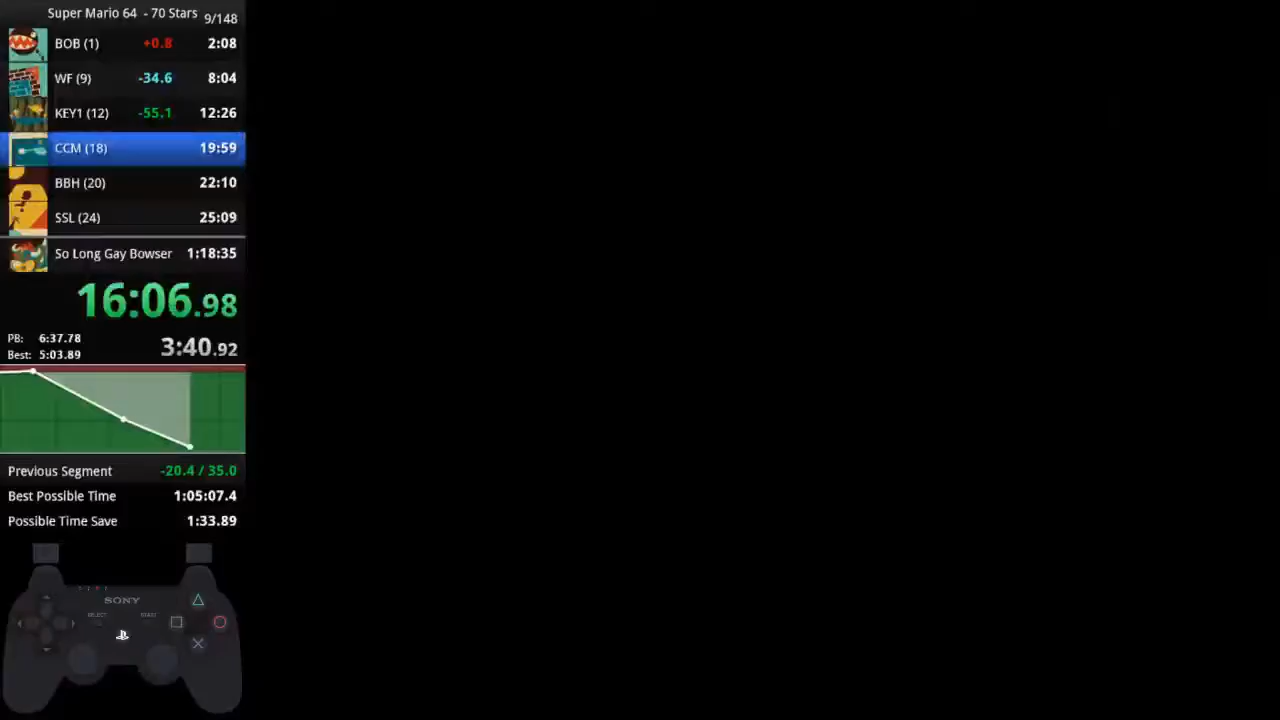 Super Mario 64 - 70 Stars 9/148
BOB (1) +0.8 2:08
WF (9) -34.6 8:04
KEY1 (12) -55.1 12:26
CCM (18) 19:59
BBH (20) 22:10
SSL (24) 25:09
So Long Gay Bowser 1:18:35
16:06.98
PB: 6:37.78
Best: 5:03.89 3:40.92
Previous Segment -20.4 / 35.0
Best Possible Time 1:05:07.4
Possible Time Save 1:33.89
SONY
SELECT START